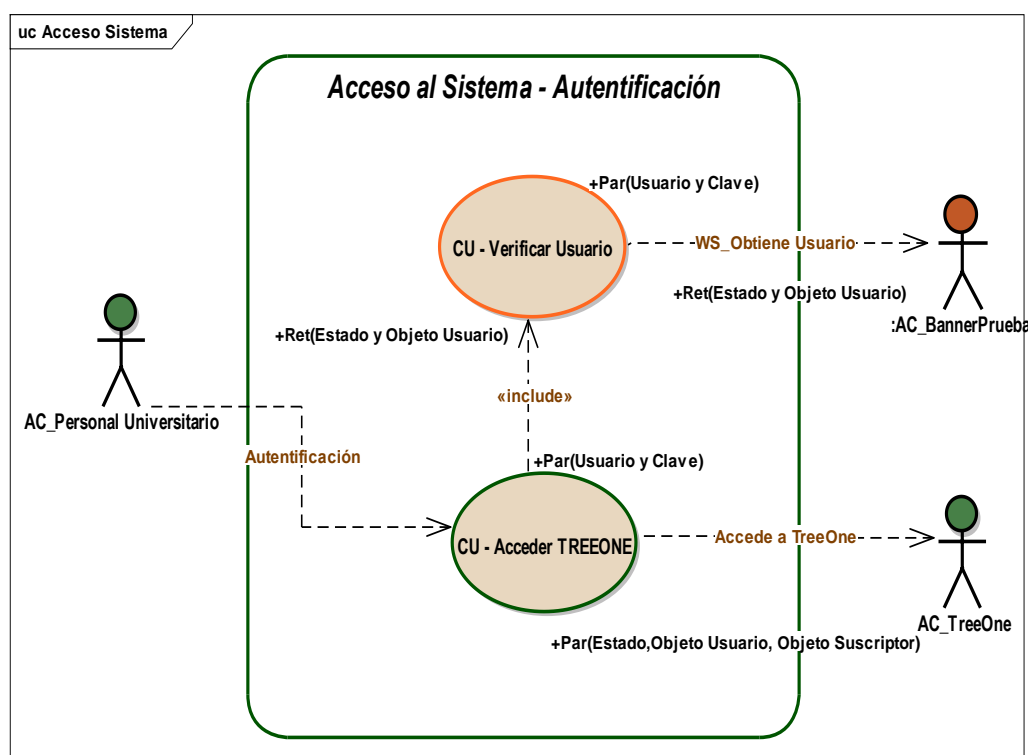 uc Acceso Sistema
Acceso al Sistema - Autentificación
+Par(Usuario y Clave)
CU - Verificar Usuario
WS_Obtiene Usuario
+Ret(Estado y Objeto Usuario)
:AC_BannerPrueba
+Ret(Estado y Objeto Usuario)
«include»
AC_Personal Universitario
Autentificación
+Par(Usuario y Clave)
CU - Acceder TREEONE
Accede a TreeOne
AC_TreeOne
+Par(Estado,Objeto Usuario, Objeto Suscriptor)